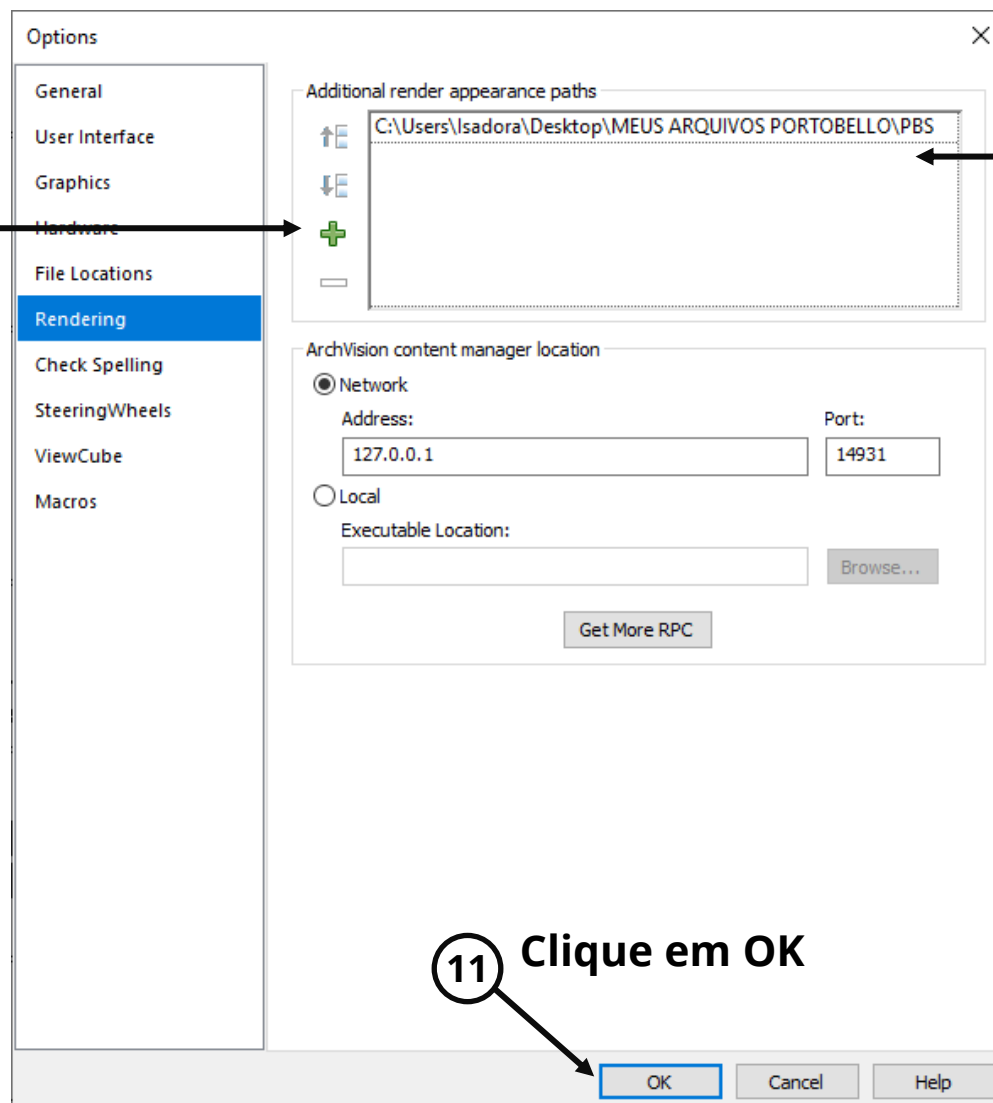 Options
General
User Interface
Graphics
Hardware
File Locations
Rendering
Check Spelling
SteeringWheels
ViewCube
Macros
Additional render appearance paths
C:\Users\Isadora\Desktop\MEUS ARQUIVOS PORTOBELLO\PBS
ArchVision content manager location
Network
Address: Port:
127.0.0.1 14931
Local
Executable Location:
Browse...
Get More RPC
11 Clique em OK
OK Cancel Help